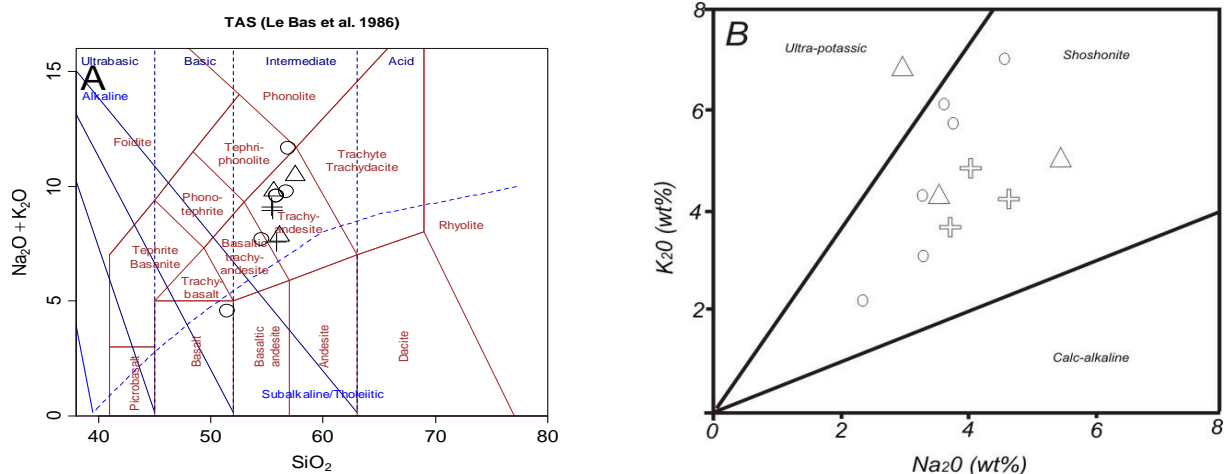 TAS (Le Bas et al. 1986)
A
Ultrabasic
Basic
Intermediate
Acid
Alkaline
Phonolite
Foidite
Tephri-
phonolite
Trachyte
Trachydacite
Phono-
tephrite
Trachy-
andesite
Rhyolite
Tephrite
Basanite
Basaltic
trachy-
andesite
Trachy-
basalt
Picrobasalt
Basalt
Basaltic
andesite
Andesite
Dacite
Subalkaline/Tholeiitic
15
10
5
0
Na2O + K2O
40
50
60
70
80
SiO2
B
Ultra-potassic
Shoshonite
Calc-alkaline
8
6
4
2
K20 (wt%)
0
2
4
6
8
Na20 (wt%)